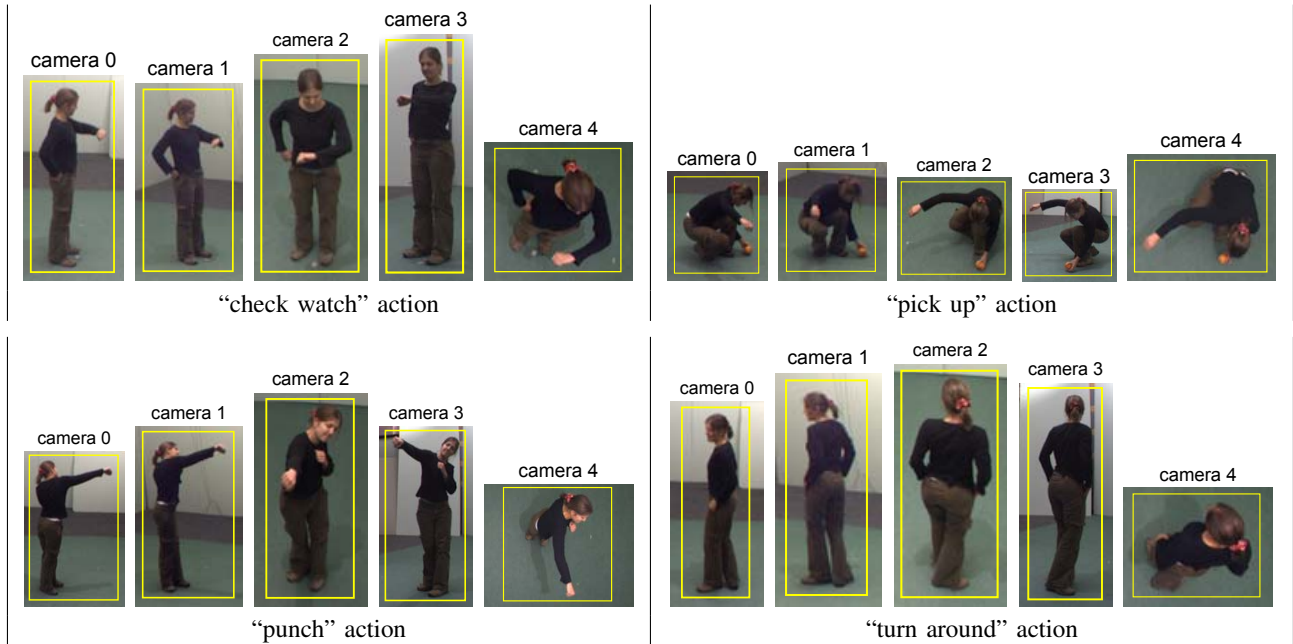 camera 0
camera 1
camera 2
camera 3
camera 4
“check watch” action
camera 0
camera 1
camera 2
camera 3
camera 4
“pick up” action
camera 0
camera 1
camera 2
camera 3
camera 4
“punch” action
camera 0
camera 1
camera 2
camera 3
camera 4
“turn around” action